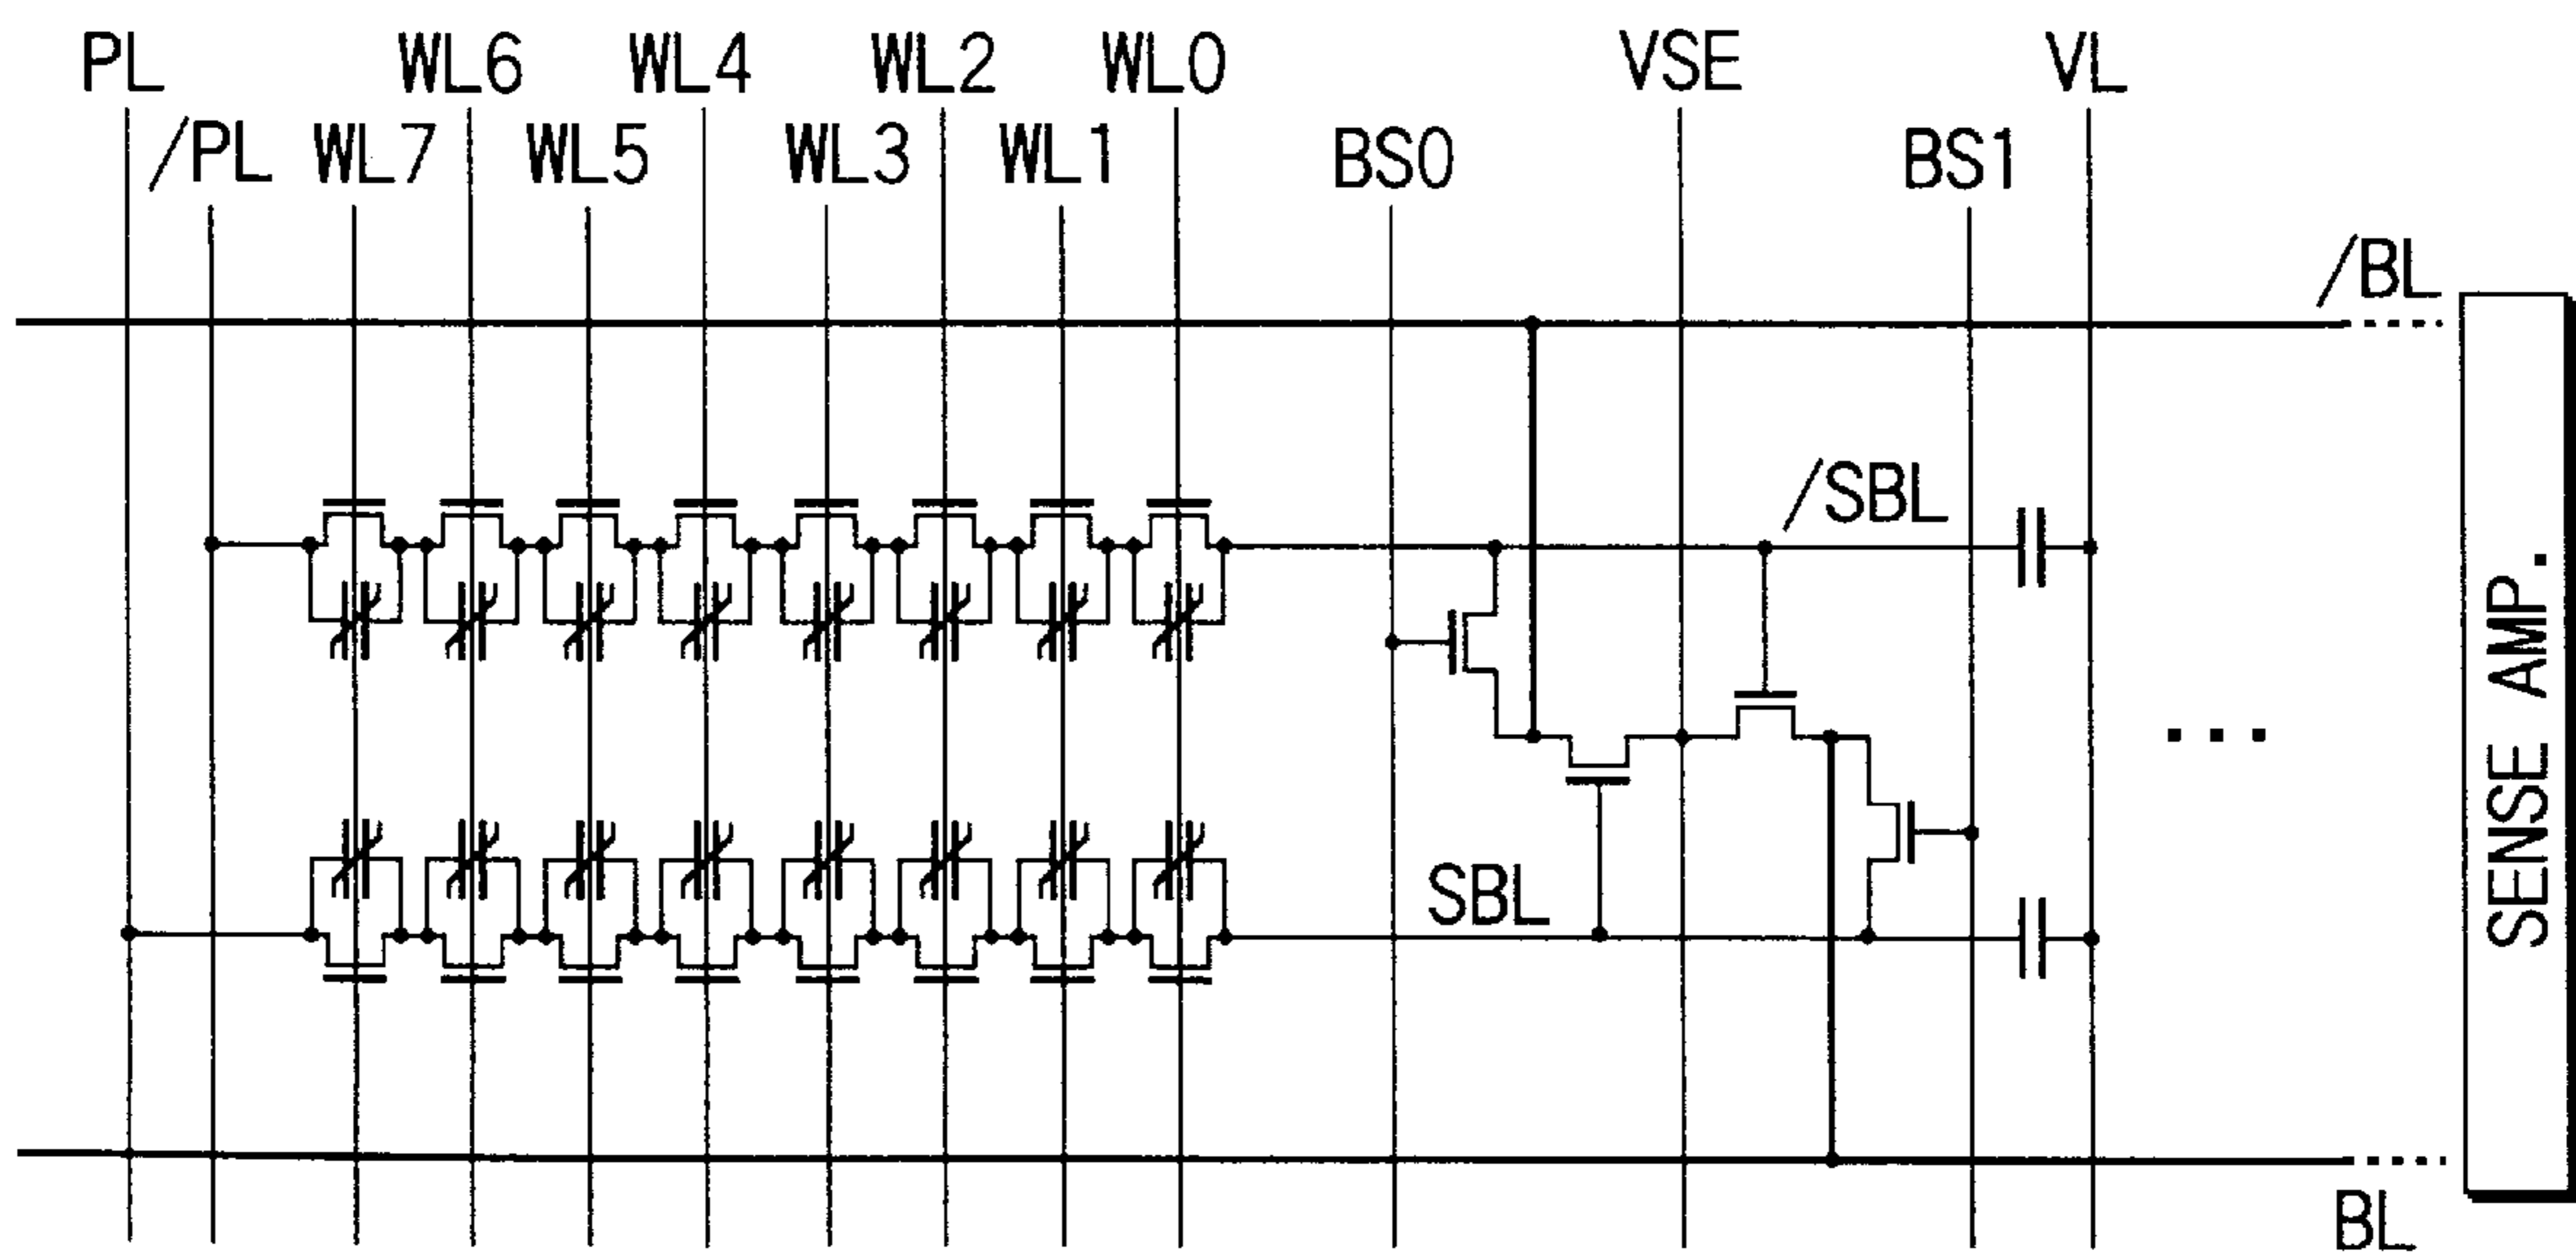 PL WL6 WL4 WL2 WL0 VSE VL
/PL WL7 WL5 WL3 WL1 BS0 BS1
/BL
/SBL
SBL
SENSE AMP.
BL